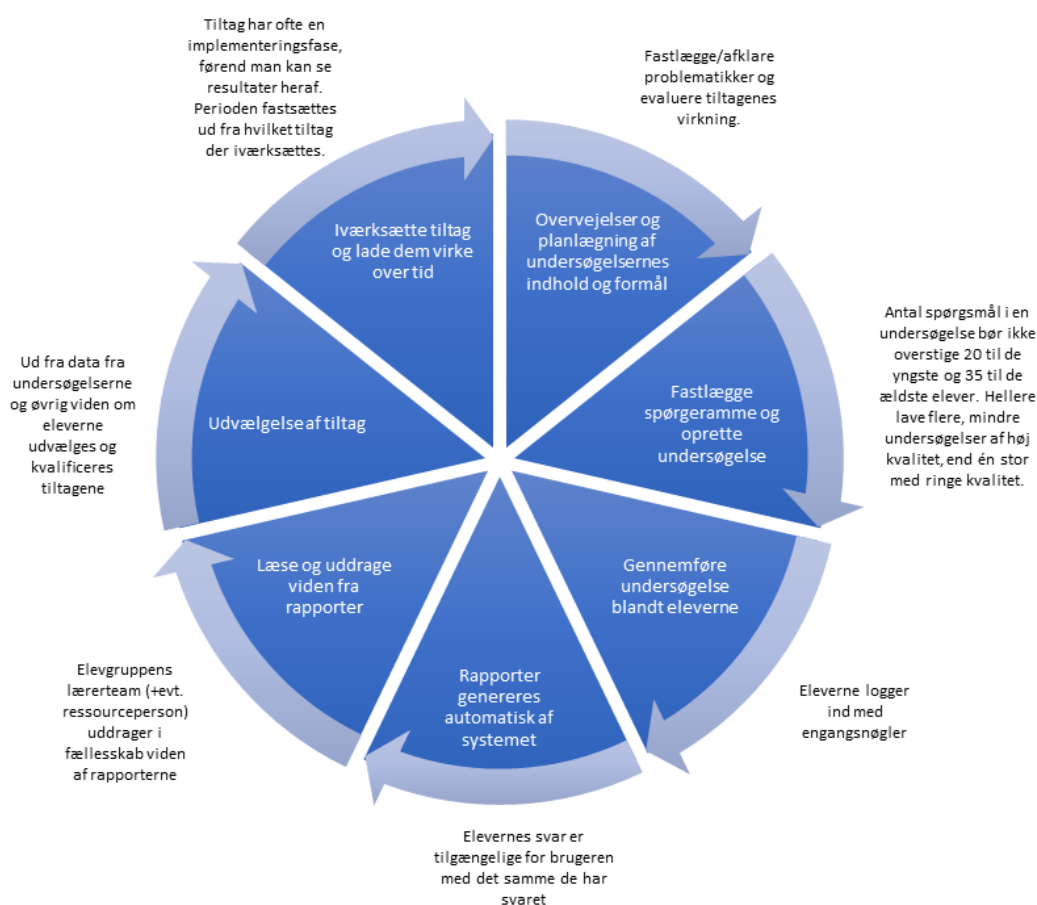 Tiltag har ofte en
implementeringsfase,
førend man kan se
resultater heraf.
Perioden fastsættes
ud fra hvilket tiltag
der iværksættes.
Fastlægge/afklare
problematikker og
evaluere tiltagenes
virkning.
Iværksætte tiltag
og lade dem virke
over tid
Overvejelser og
planlægning af
undersøgelsernes
indhold og formål
Antal spørgsmål i en
undersøgelse bør ikke
overstige 20 til de
yngste og 35 til de
ældste elever. Hellere
lave flere, mindre
undersøgelser af høj
kvalitet, end én stor
med ringe kvalitet.
Fastlægge
spørgeramme og
oprette
undersøgelse
Ud fra data fra
undersøgelserne
og øvrig viden om
eleverne
udvælges og
kvalificeres
tiltagene
Udvælgelse af tiltag
Læse og uddrage
viden fra
rapporter
Gennemføre
undersøgelse
blandt eleverne
Rapporter
genereres
automatisk af
systemet
Elevgruppens
lærerteam (+evt.
ressourceperson)
uddrager i
fællesskab viden
af rapporterne
Eleverne logger
ind med
engangsnøgler
Elevernes svar er
tilgængelige for brugeren
med det samme de har
svaret